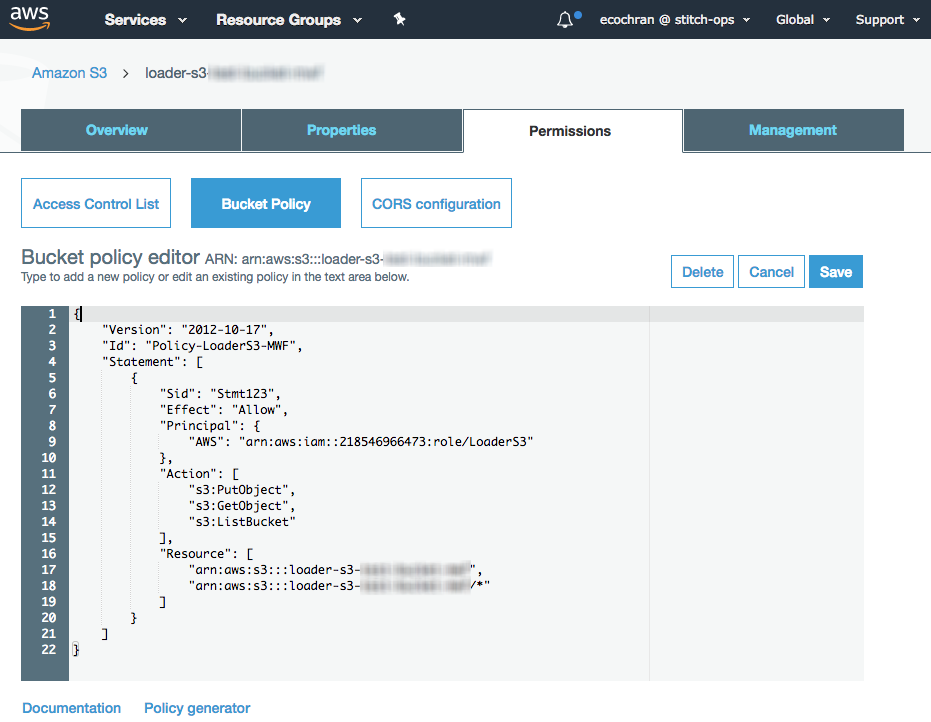 aws
Services Resource Groups ecochran @ stitch-ops Global Support
Amazon S3 > loader-s3-
Overview Properties Permissions Management
Access Control List Bucket Policy CORS configuration
Bucket policy editor ARN: arn:aws:s3:::loader-s3-
Type to add a new policy or edit an existing policy in the text area below.
Delete Cancel Save
1 {
2 "Version": "2012-10-17",
3 "Id": "Policy-LoaderS3-MWF",
4 "Statement": [
5 {
6 "Sid": "Stmt123",
7 "Effect": "Allow",
8 "Principal": {
9 "AWS": "arn:aws:iam::218546966473:role/LoaderS3"
10 },
11 "Action": [
12 "s3:PutObject",
13 "s3:GetObject",
14 "s3:ListBucket"
15 ],
16 "Resource": [
17 "arn:aws:s3:::loader-s3- ",
18 "arn:aws:s3:::loader-s3- /*"
19 ]
20 }
21 ]
22 }
Documentation Policy generator